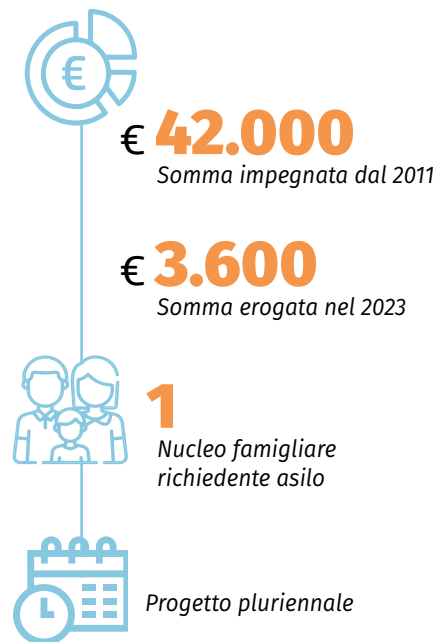 €
€ 42.000
Somma impegnata dal 2011
€ 3.600
Somma erogata nel 2023
1
Nucleo famigliare
richiedente asilo
Progetto pluriennale